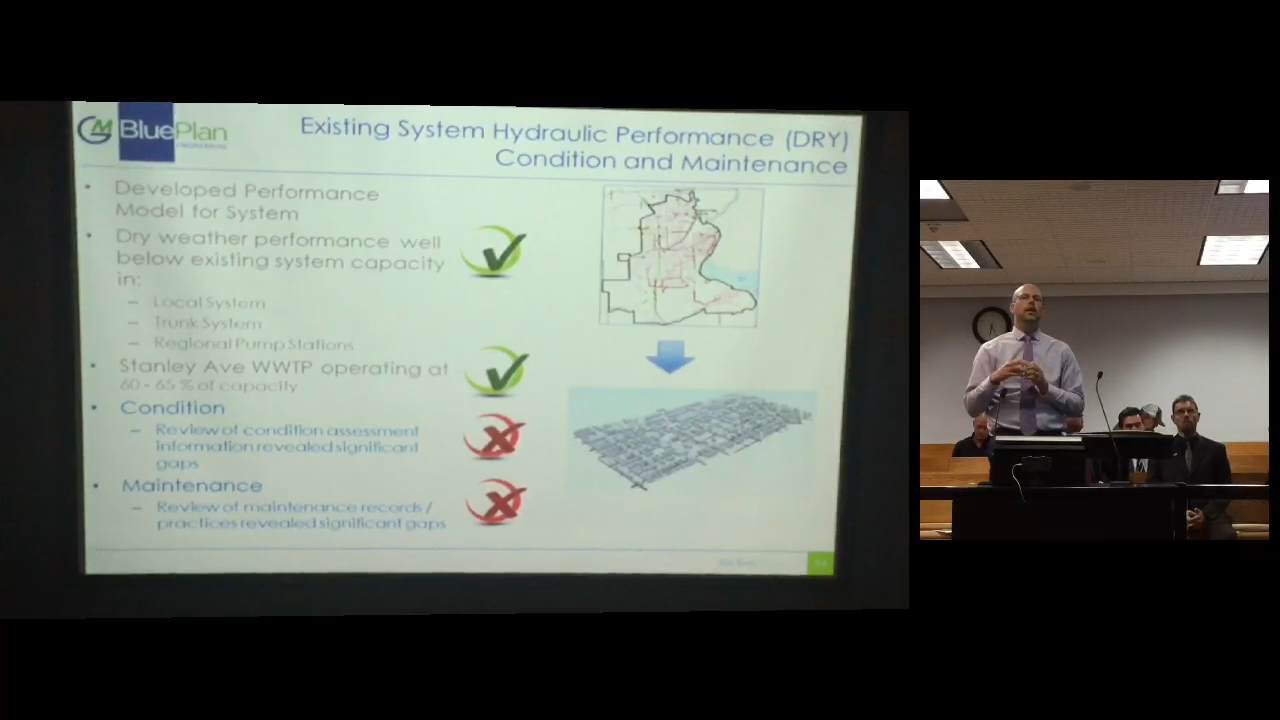 GM BluePlan
ENGINEERING
Existing System Hydraulic Performance (DRY)
Condition and Maintenance
• Developed Performance
Model for System
• Dry weather performance well
below existing system capacity
in:
– Local System
– Trunk System
– Regional Pump Stations
• Stanley Ave WWTP operating at
60 - 65 % of capacity
• Condition
– Review of condition assessment
information revealed significant
gaps
• Maintenance
– Review of maintenance records /
practices revealed significant gaps